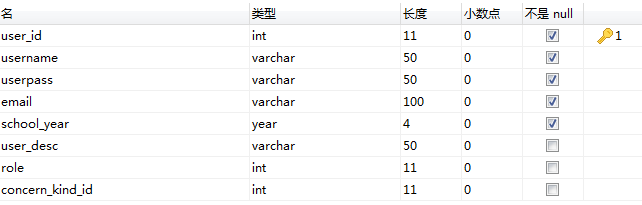 名 类型 长度 小数点 不是 null
user_id int 11 0 1
username varchar 50 0
userpass varchar 50 0
email varchar 100 0
school_year year 4 0
user_desc varchar 50 0
role int 11 0
concern_kind_id int 11 0